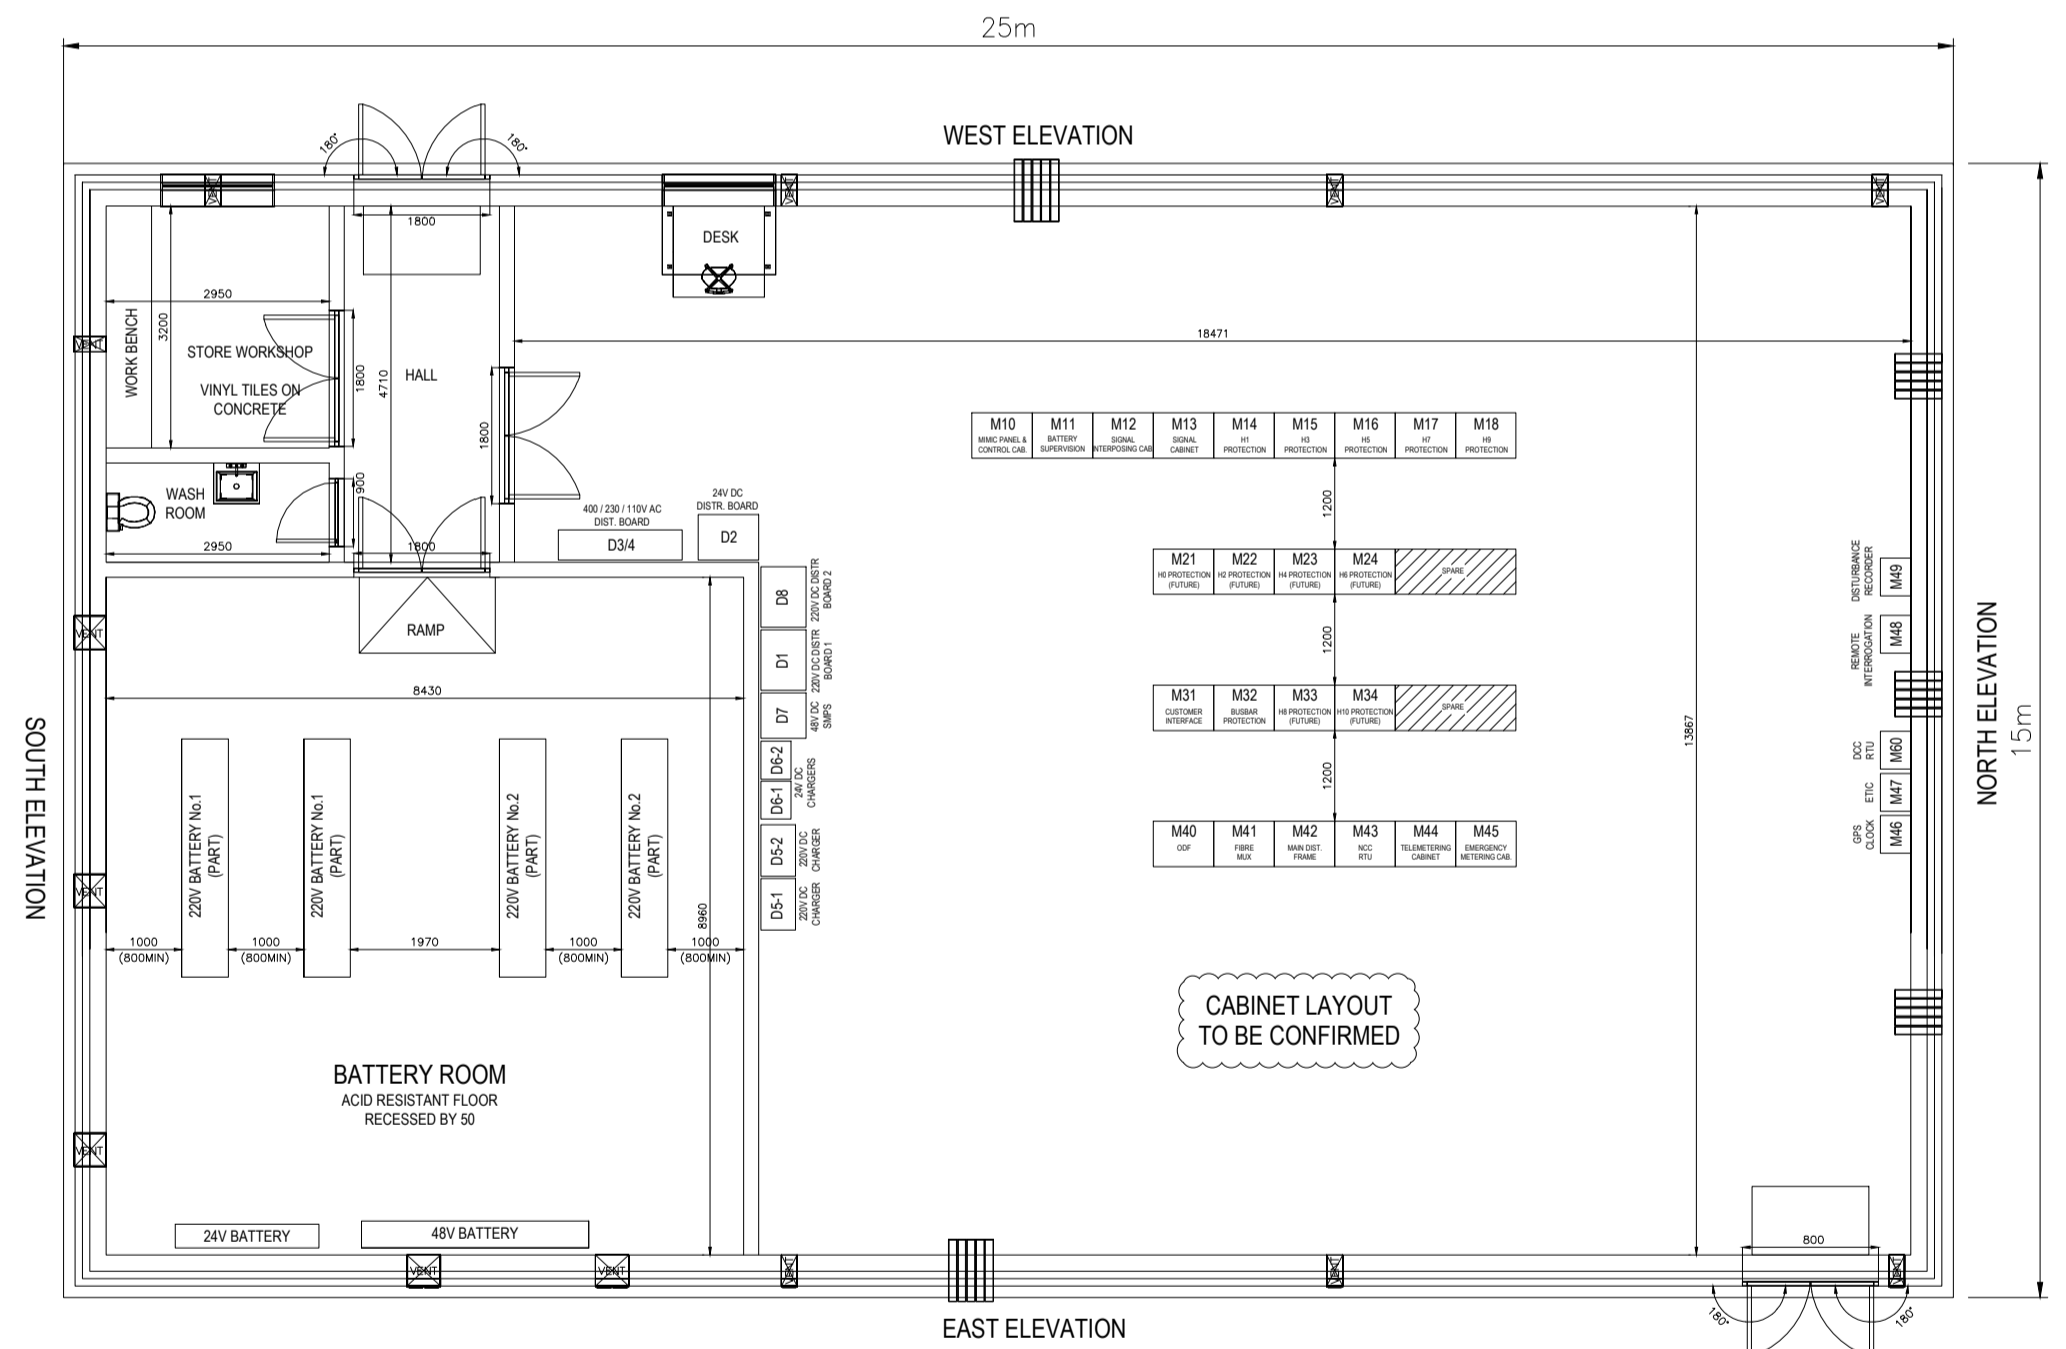 25m
WEST ELEVATION
180°
180°
VENT
VENT
VENT
VENT
1800
DESK
2950
WORK BENCH
3200
STORE WORKSHOP
VINYL TILES ON
CONCRETE
1800
4710
HALL
1800
18471
VENT
M10
MIMIC PANEL &
CONTROL CAB.
M11
BATTERY
SUPERVISION
M12
SIGNAL
INTERPOSING CAB
M13
SIGNAL
CABINET
M14
H1
PROTECTION
M15
H3
PROTECTION
M16
H5
PROTECTION
M17
H7
PROTECTION
M18
H9
PROTECTION
WASH
ROOM
900
2950
1800
400 / 230 / 110V AC
DIST. BOARD
D3/4
24V DC
DISTR. BOARD
D2
1200
M21
H0 PROTECTION
(FUTURE)
M22
H2 PROTECTION
(FUTURE)
M23
H4 PROTECTION
(FUTURE)
M24
H6 PROTECTION
(FUTURE)
SPARE
DISTURBANCE
RECORDER
M49
REMOTE
INTERROGATION
M48
NORTH ELEVATION
15m
RAMP
VENT
D8
220V DC DISTR
BOARD 2
D1
220V DC DISTR
BOARD 1
D7
48V DC
SMPS
D6-2
D6-1
24V DC
CHARGERS
D5-2
220V DC
CHARGER
D5-1
220V DC
CHARGER
1200
8430
M31
CUSTOMER
INTERFACE
M32
BUSBAR
PROTECTION
M33
H8 PROTECTION
(FUTURE)
M34
H10 PROTECTION
(FUTURE)
SPARE
13867
DCC
RTU
M60
ETIC
M47
GPS
CLOCK
M46
1200
SOUTH ELEVATION
220V BATTERY No.1
(PART)
220V BATTERY No.1
(PART)
220V BATTERY No.2
(PART)
220V BATTERY No.2
(PART)
M40
ODF
M41
FIBRE
MUX
M42
MAIN DIST.
FRAME
M43
NCC
RTU
M44
TELEMETERING
CABINET
M45
EMERGENCY
METERING CAB.
VENT
8960
1000
(800MIN)
1000
(800MIN)
1970
1000
(800MIN)
1000
(800MIN)
CABINET LAYOUT
TO BE CONFIRMED
BATTERY ROOM
ACID RESISTANT FLOOR
RECESSED BY 50
VENT
24V BATTERY
48V BATTERY
800
VENT
VENT
VENT
VENT
VENT
180°
180°
EAST ELEVATION